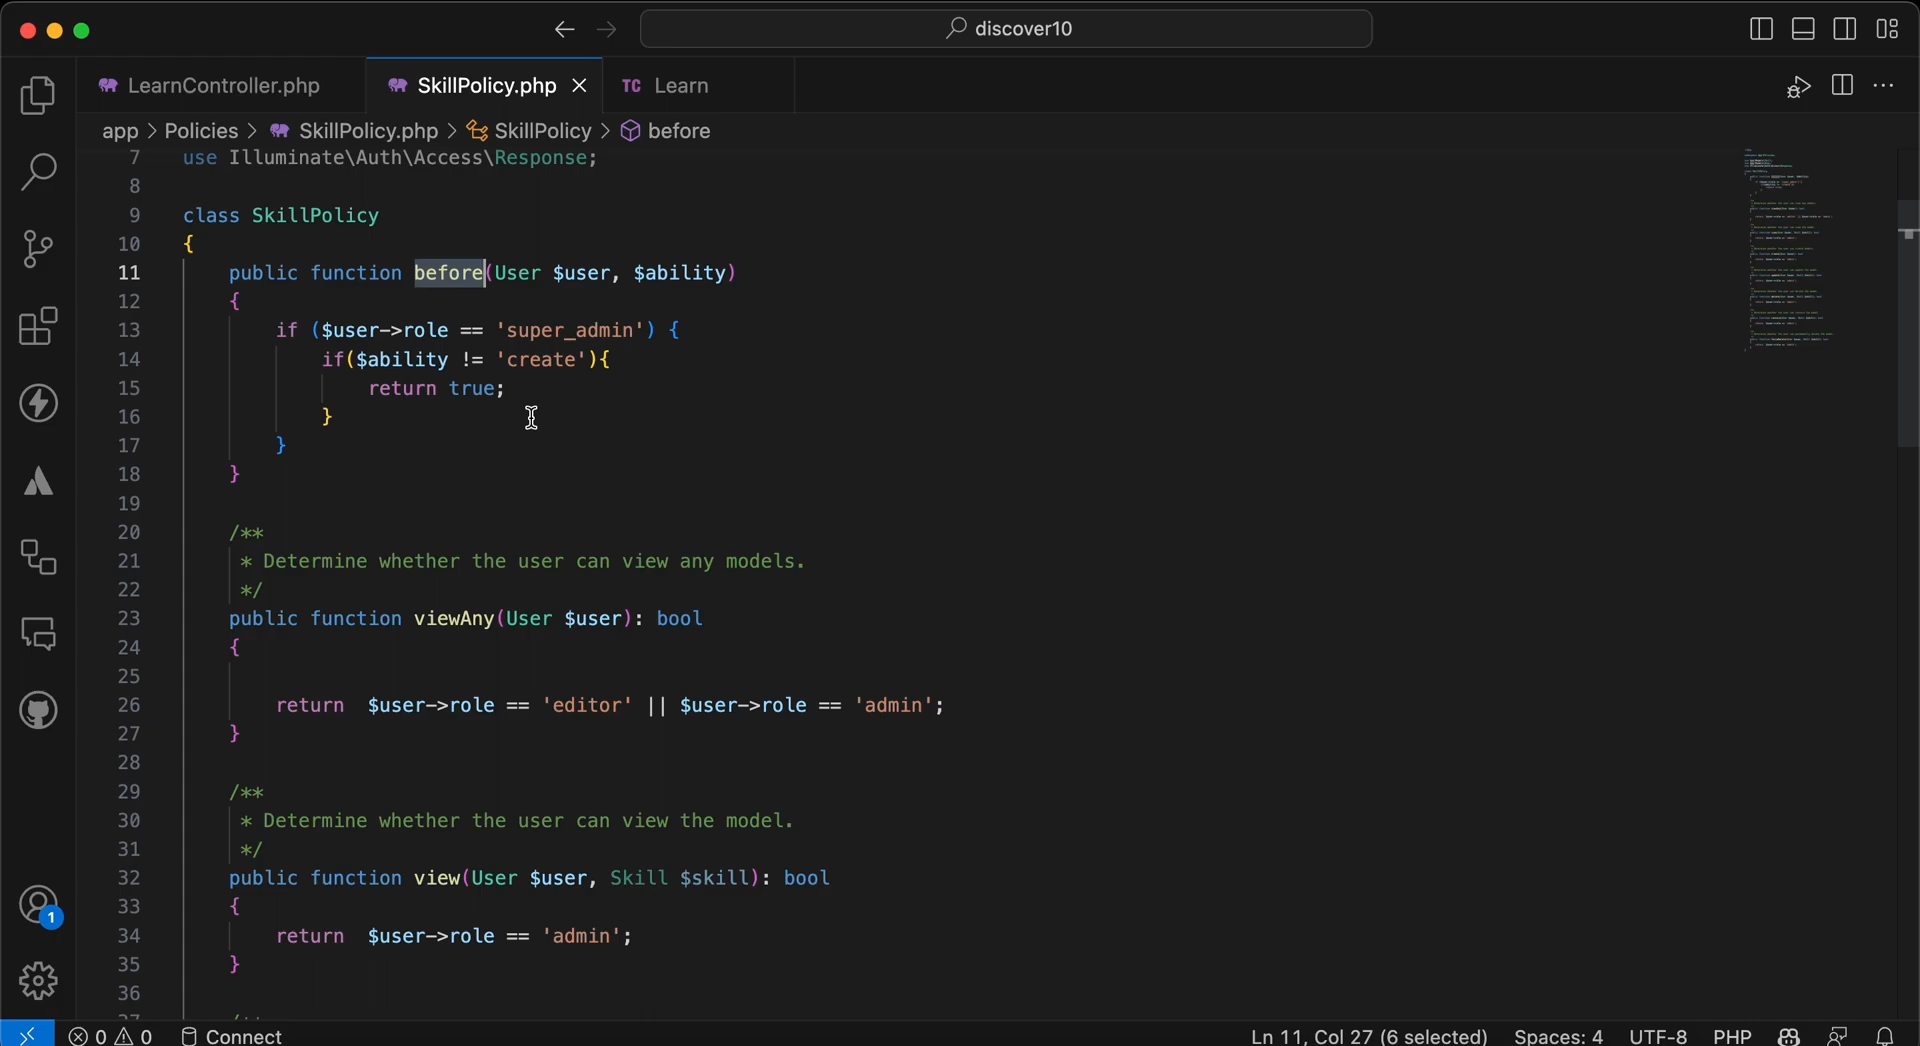 discover10
LearnController.php
SkillPolicy.php
TC Learn
app > Policies > SkillPolicy.php > SkillPolicy > before
7 use Illuminate\Auth\Access\Response;
8
9 class SkillPolicy
10 {
11 public function before(User $user, $ability)
12 {
13 if ($user->role == 'super_admin') {
14 if($ability != 'create'){
15 return true;
16 }
17 }
18 }
19
20 /**
21 * Determine whether the user can view any models.
22 */
23 public function viewAny(User $user): bool
24 {
25
26 return $user->role == 'editor' || $user->role == 'admin';
27 }
28
29 /**
30 * Determine whether the user can view the model.
31 */
32 public function view(User $user, Skill $skill): bool
33 {
34 return $user->role == 'admin';
35 }
36
1
0 0 Connect
Ln 11, Col 27 (6 selected) Spaces: 4 UTF-8 PHP